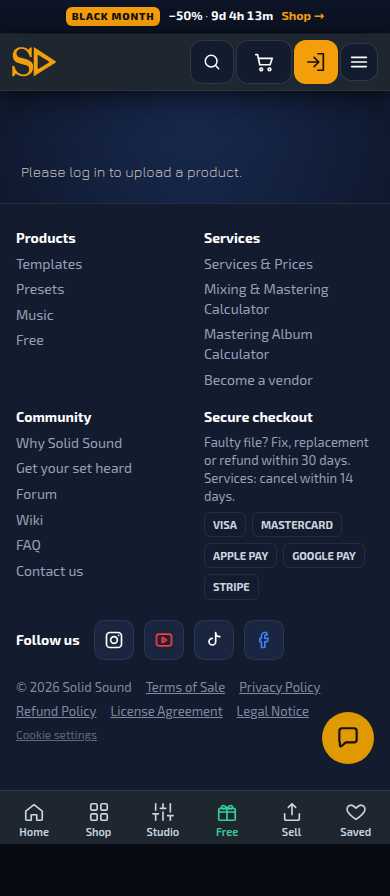 BLACK MONTH −50% · 9d 4h 13m Shop →
S
Please log in to upload a product.
Products
Templates
Presets
Music
Free
Services
Services & Prices
Mixing & Mastering
Calculator
Mastering Album
Calculator
Become a vendor
Community
Why Solid Sound
Get your set heard
Forum
Wiki
FAQ
Contact us
Secure checkout
Faulty file? Fix, replacement
or refund within 30 days.
Services: cancel within 14
days.
VISA MASTERCARD
APPLE PAY GOOGLE PAY
STRIPE
Follow us
© 2026 Solid Sound Terms of Sale Privacy Policy
Refund Policy License Agreement Legal Notice
Cookie settings
Home Shop Studio Free Sell Saved